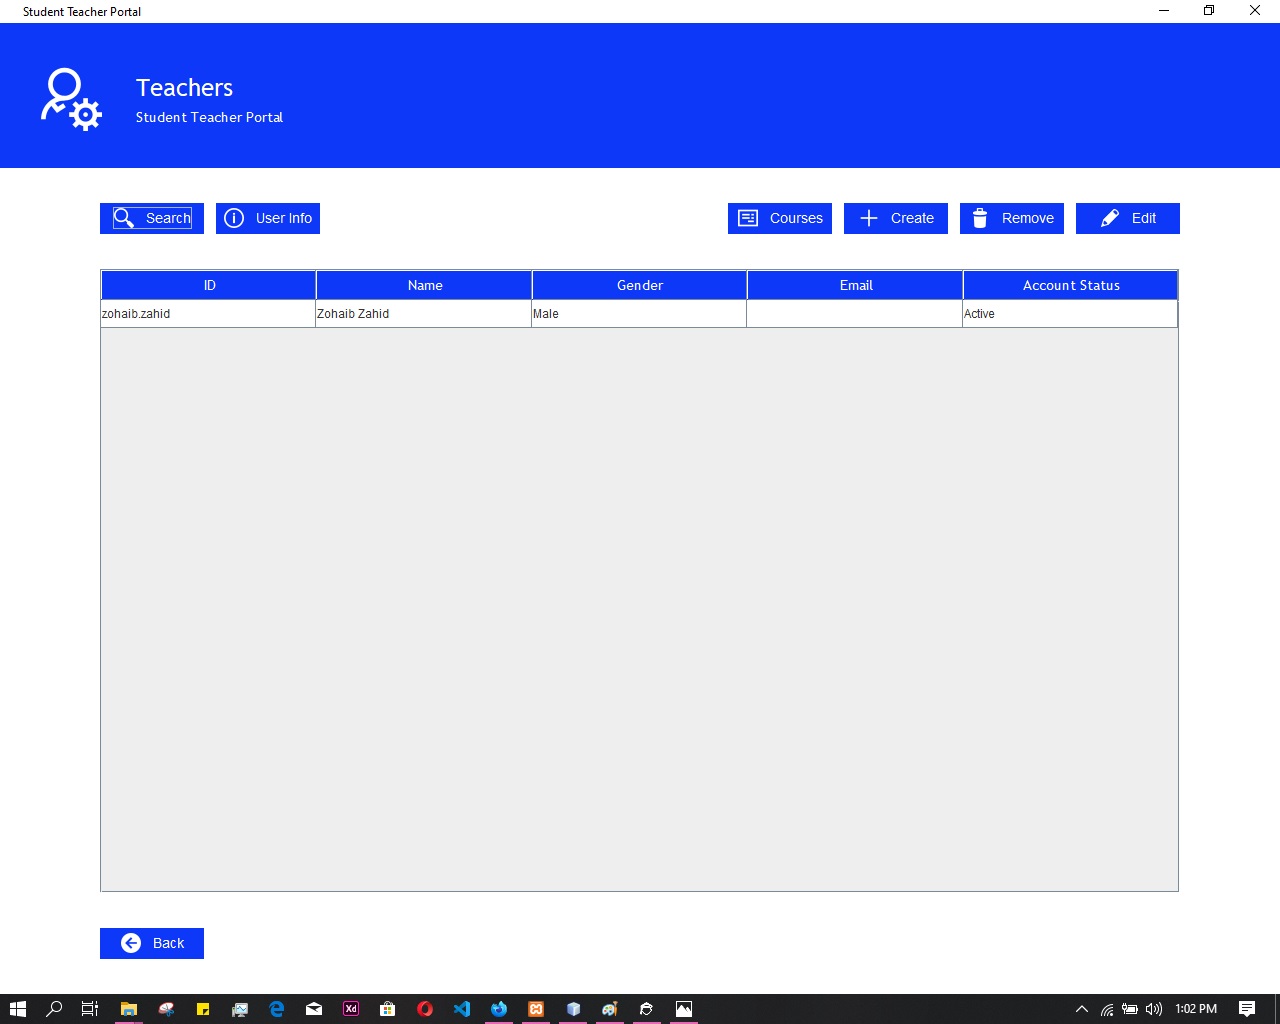 Student Teacher Portal
Teachers
Student Teacher Portal
Search User Info Courses Create Remove Edit
ID Name Gender Email Account Status
zohaib.zahid Zohaib Zahid Male Active
Back
Xd 1:02 PM